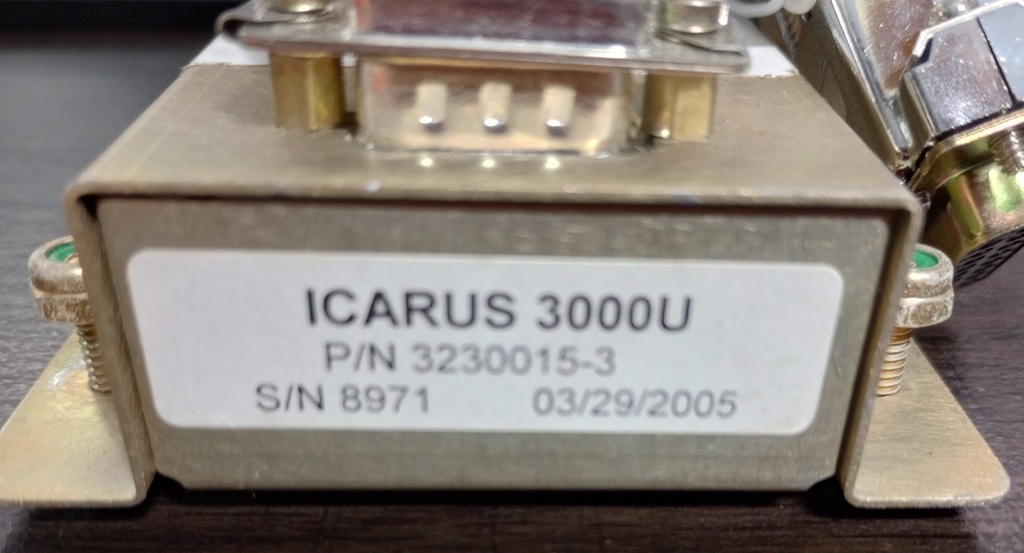 ICARUS 3000U
P/N 3230015-3
S/N 8971 03/29/2005